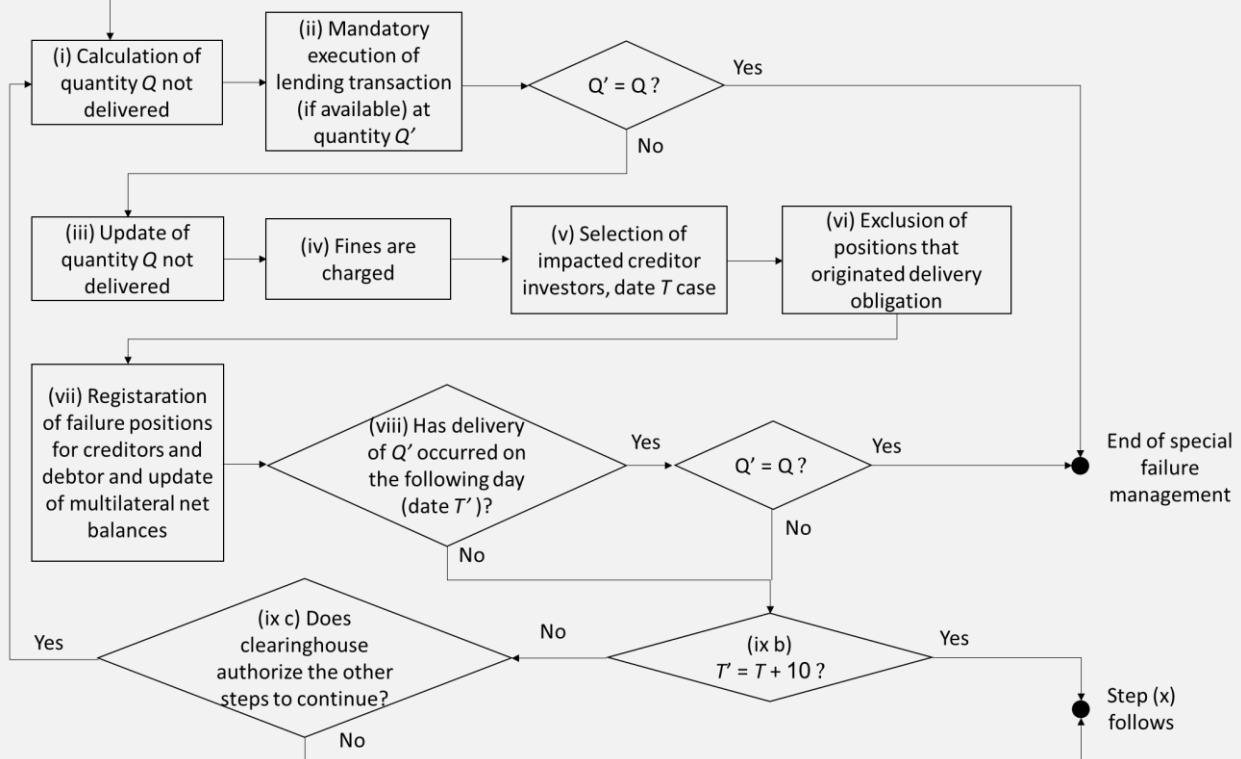 (i) Calculation of
quantity Q not
delivered
(ii) Mandatory
execution of
lending transaction
(if available) at
quantity Q’
Q’ = Q ?
Yes
No
(iii) Update of
quantity Q not
delivered
(iv) Fines are
charged
(v) Selection of
impacted creditor
investors, date T case
(vi) Exclusion of
positions that
originated delivery
obligation
(vii) Registaration
of failure positions
for creditors and
debtor and update
of multilateral net
balances
(viii) Has delivery
of Q’ occurred on
the following day
(date T’ )?
Yes
No
Q’ = Q ?
Yes
No
End of special
failure
management
(ix b)
T’ = T + 10 ?
Yes
No
(ix c) Does
clearinghouse
authorize the other
steps to continue?
Yes
No
Step (x)
follows